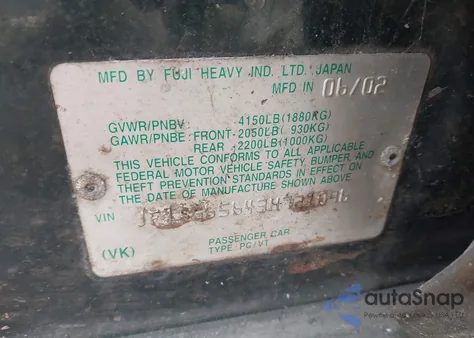 MFD BY FUJI HEAVY IND. LTD. JAPAN
MFD IN 06/02
GVWR/PNBV 4150LB(1880KG)
GAWR/PNBE FRONT-2050LB( 930KG)
REAR -2200LB(1000KG)
THIS VEHICLE CONFORMS TO ALL APPLICABLE
FEDERAL MOTOR VEHICLE SAFETY, BUMPER, AND
THEFT PREVENTION STANDARDS IN EFFECT ON
THE DATE OF MANUFACTURE SHOWN ABOVE.
VIN
(VK)
PASSENGER CAR
TYPE PC/VT
autoSnap